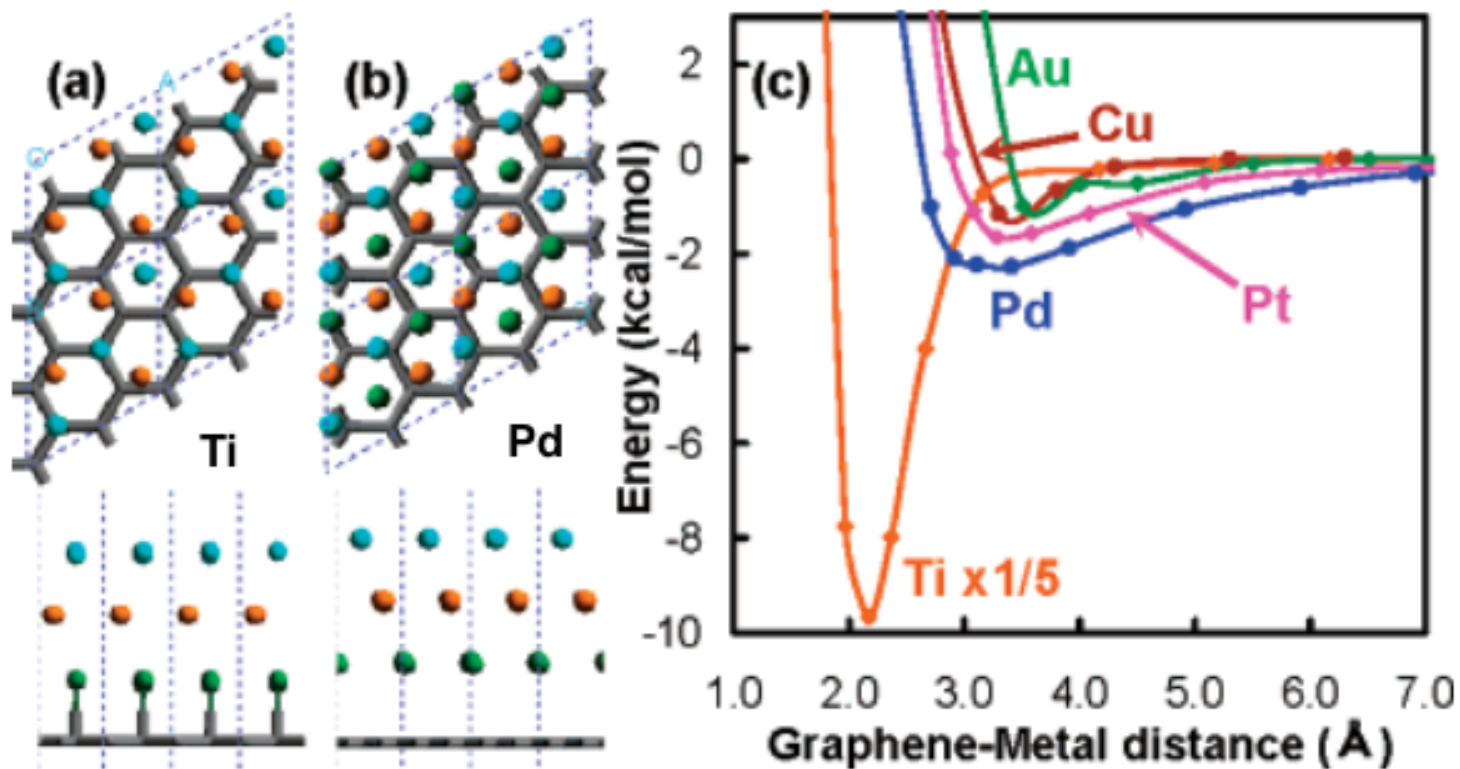 (a)
A
O
Ti
(b)
Pd
(c)
Au
Cu
Pt
Pd
Ti x1/5
Energy (kcal/mol)
2
0
-2
-4
-6
-8
-10
1.0 2.0 3.0 4.0 5.0 6.0 7.0
Graphene-Metal distance (Å)